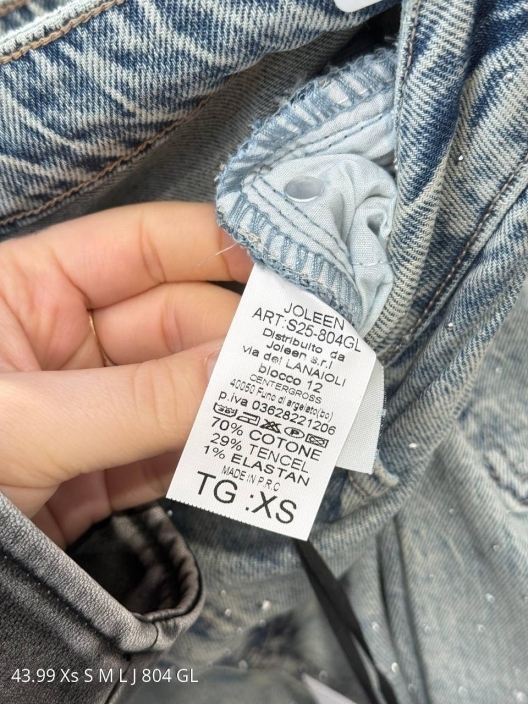 JOLEEN
ART:S25-804GL
Distribuito da
Joleen S.r.l
via dei LANAIOLI
blocco 12
CENTERGROSS
40050 Funo di argelato(bo)
p.iva 03628221206
70% COTONE
29% TENCEL
1% ELASTAN
MADE IN P.R.C
TG :XS
43.99 Xs S M L J 804 GL